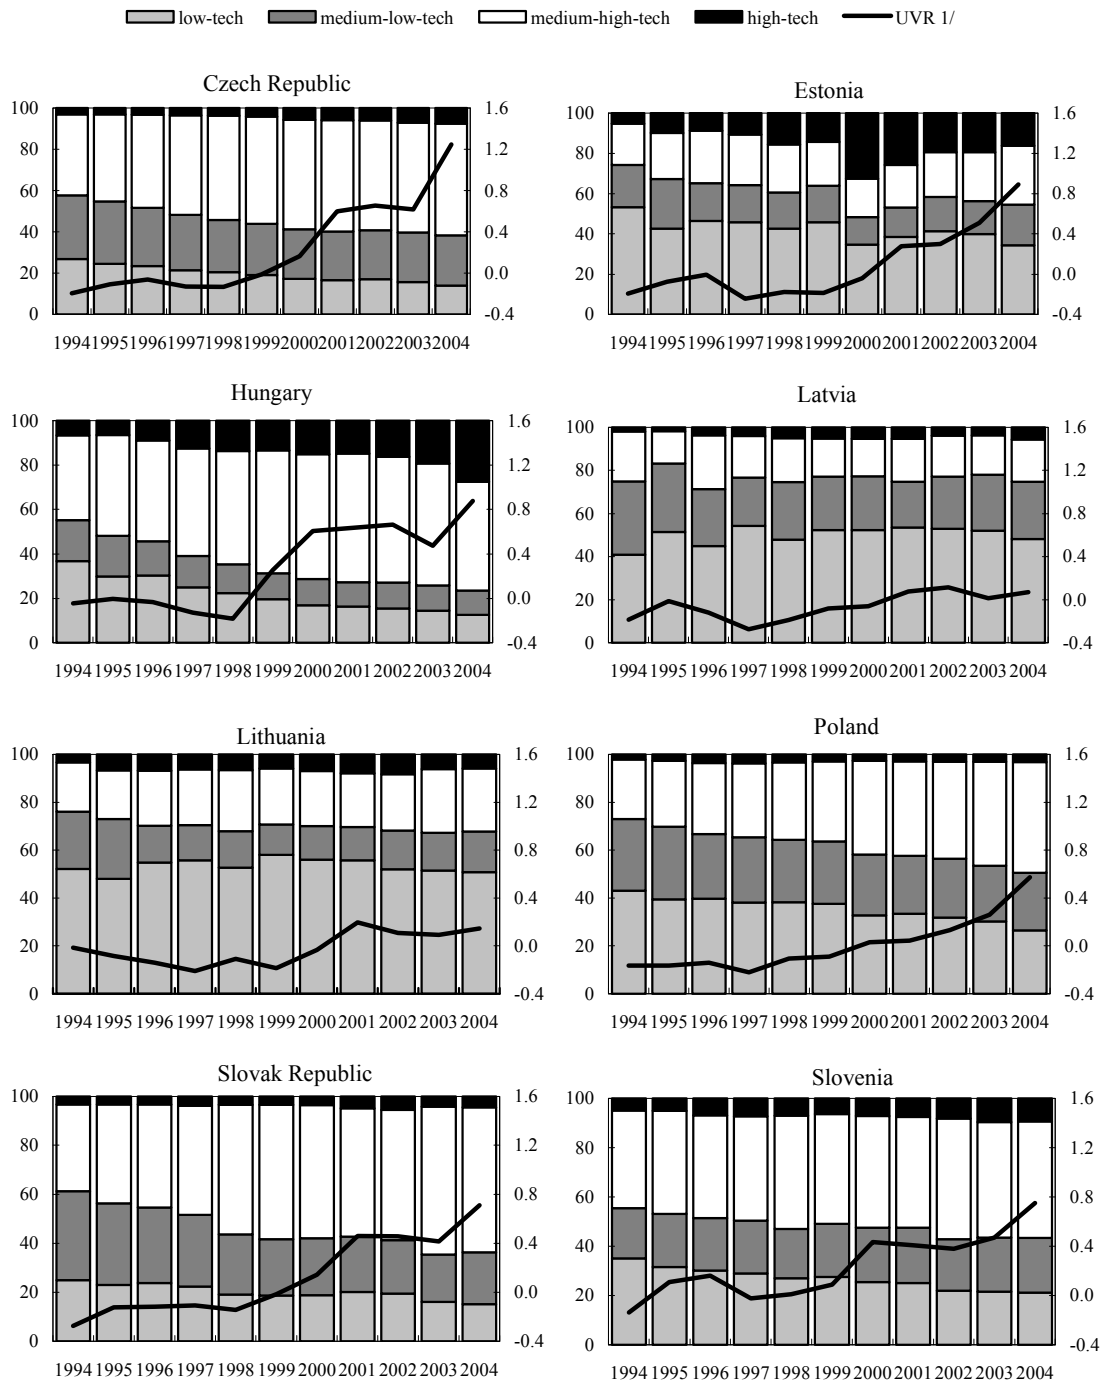 low-tech medium-low-tech medium-high-tech high-tech UVR 1/
Czech Republic
100 80 60 40 20 0
1.6 1.2 0.8 0.4 0.0 -0.4
1994 1995 1996 1997 1998 1999 2000 2001 2002 2003 2004
Estonia
100 80 60 40 20 0
1.6 1.2 0.8 0.4 0.0 -0.4
1994 1995 1996 1997 1998 1999 2000 2001 2002 2003 2004
Hungary
100 80 60 40 20 0
1.6 1.2 0.8 0.4 0.0 -0.4
1994 1995 1996 1997 1998 1999 2000 2001 2002 2003 2004
Latvia
100 80 60 40 20 0
1.6 1.2 0.8 0.4 0.0 -0.4
1994 1995 1996 1997 1998 1999 2000 2001 2002 2003 2004
Lithuania
100 80 60 40 20 0
1.6 1.2 0.8 0.4 0.0 -0.4
1994 1995 1996 1997 1998 1999 2000 2001 2002 2003 2004
Poland
100 80 60 40 20 0
1.6 1.2 0.8 0.4 0.0 -0.4
1994 1995 1996 1997 1998 1999 2000 2001 2002 2003 2004
Slovak Republic
100 80 60 40 20 0
1.6 1.2 0.8 0.4 0.0 -0.4
1994 1995 1996 1997 1998 1999 2000 2001 2002 2003 2004
Slovenia
100 80 60 40 20 0
1.6 1.2 0.8 0.4 0.0 -0.4
1994 1995 1996 1997 1998 1999 2000 2001 2002 2003 2004